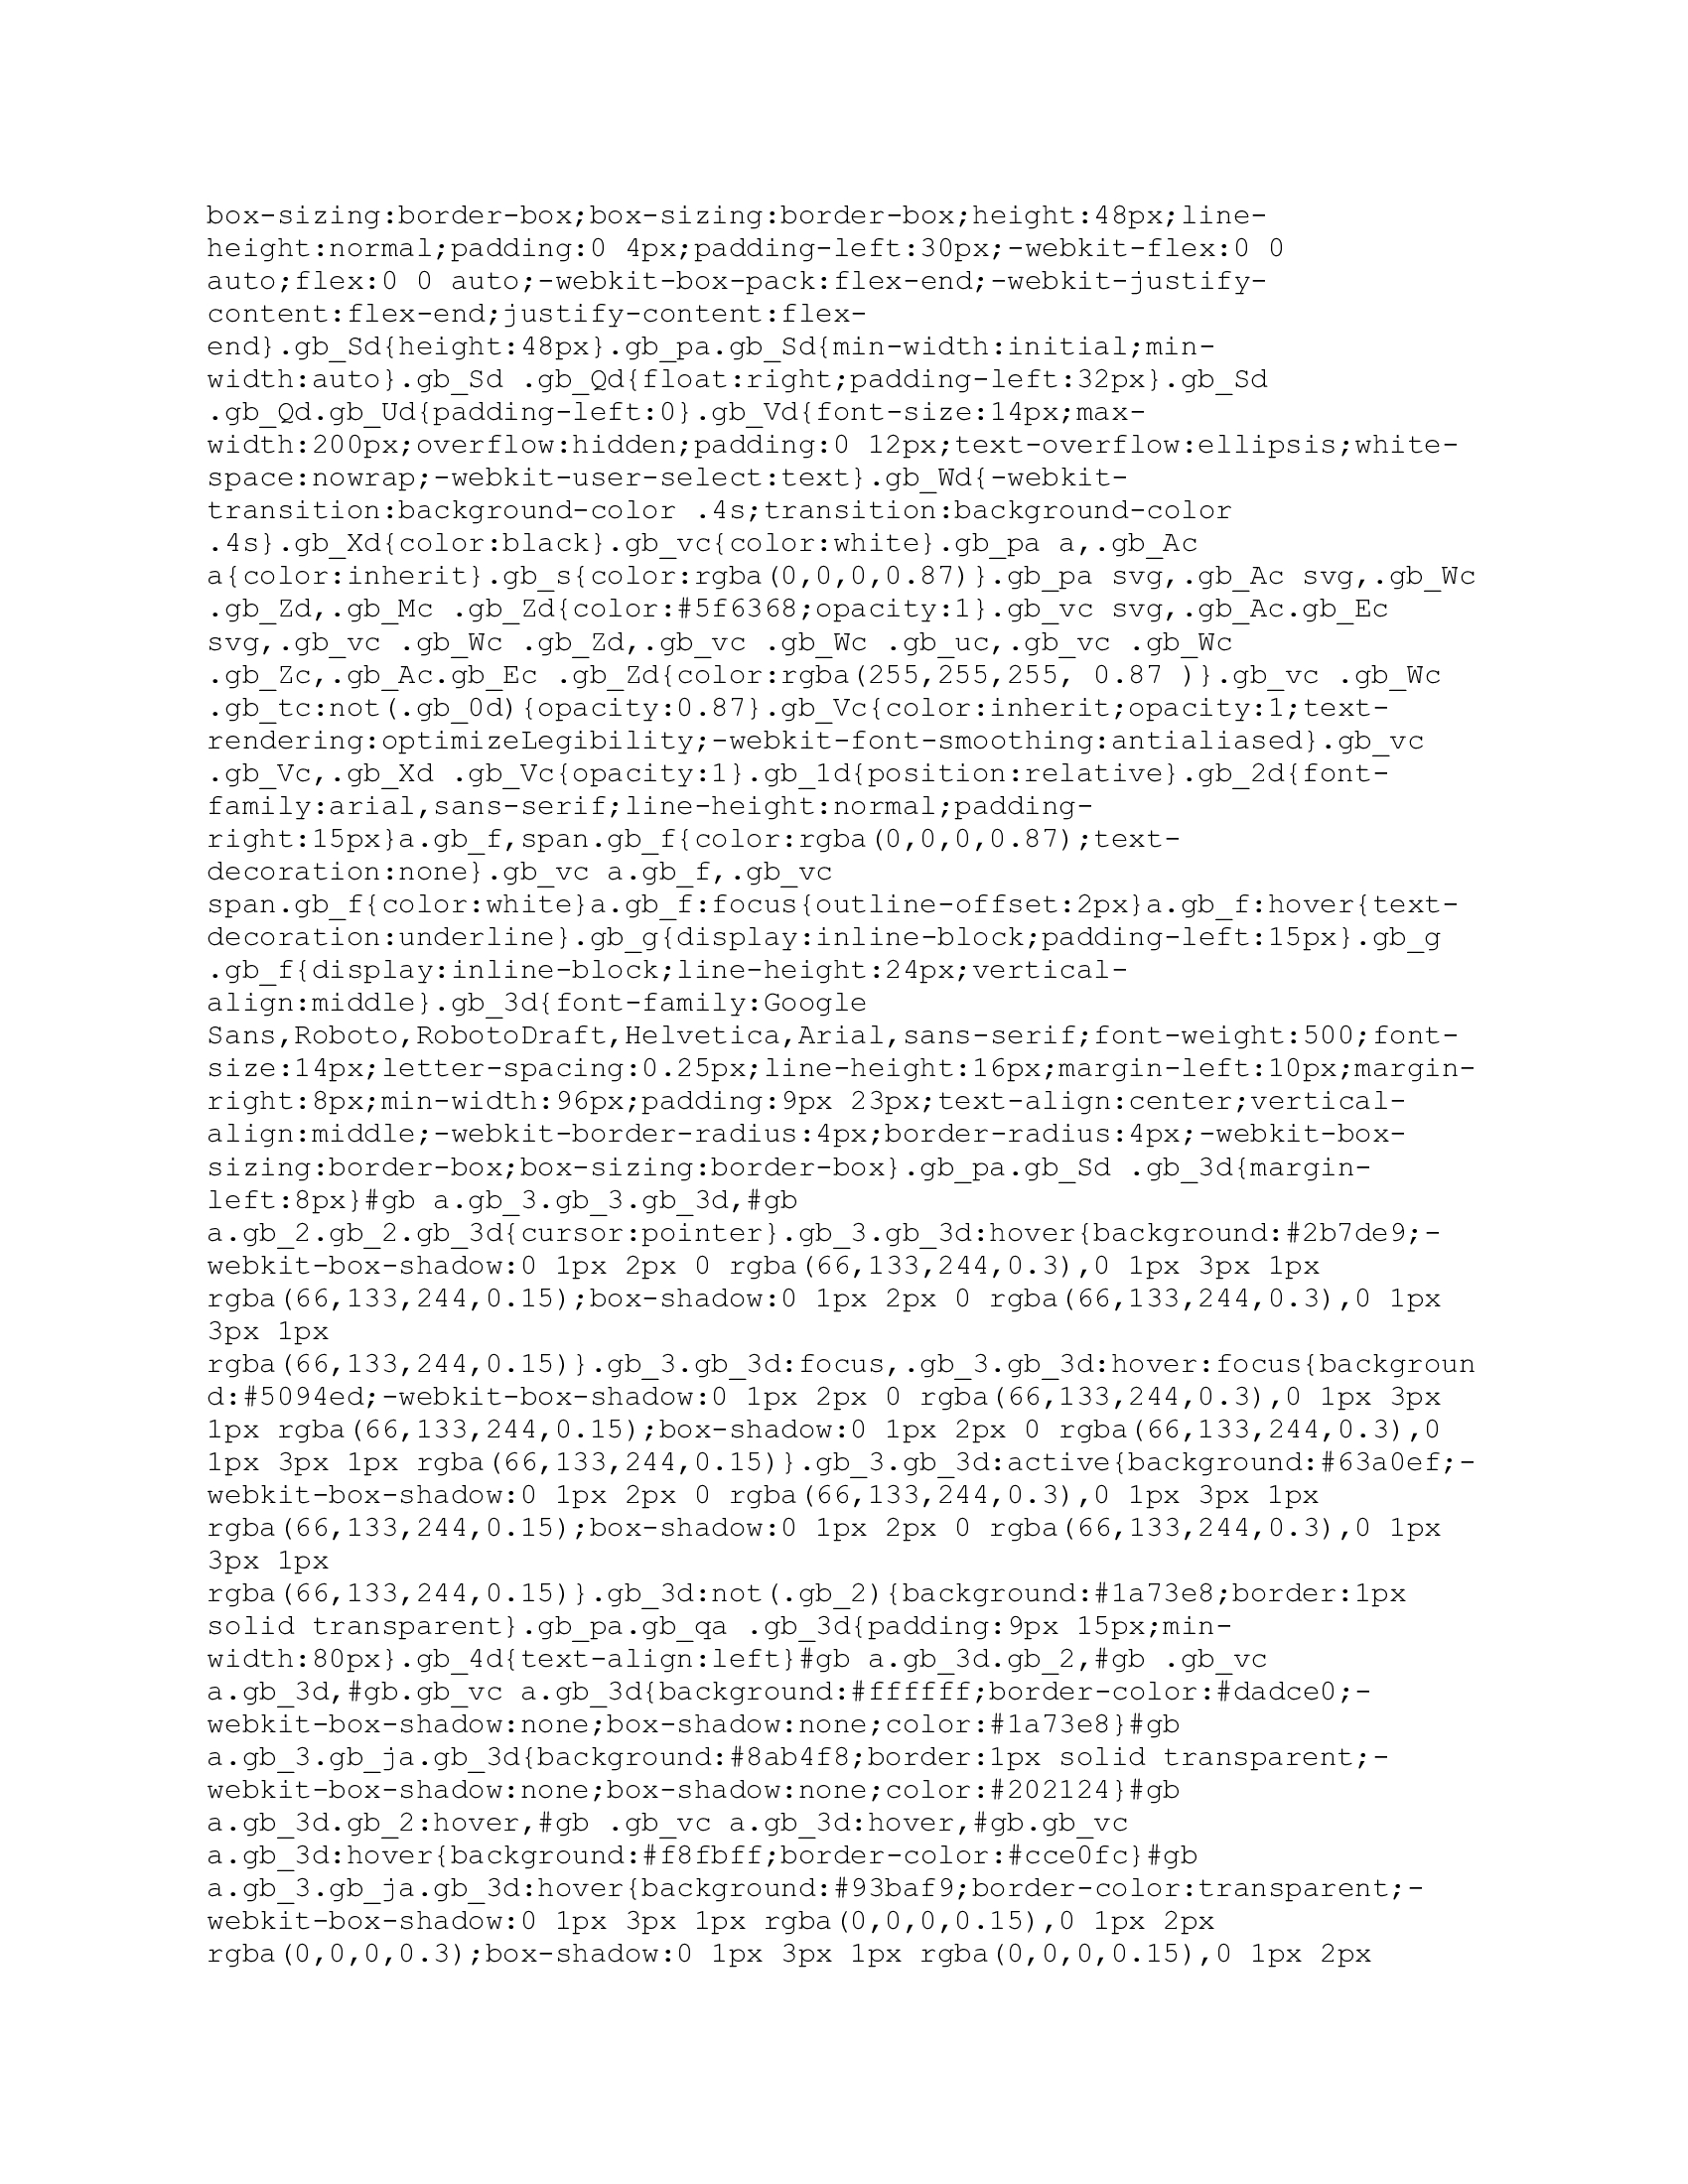 box-sizing:border-box;box-sizing:border-box;height:48px;line-
height:normal;padding:0 4px;padding-left:30px;-webkit-flex:0 0
auto;flex:0 0 auto;-webkit-box-pack:flex-end;-webkit-justify-
content:flex-end;justify-content:flex-
end}.gb_Sd{height:48px}.gb_pa.gb_Sd{min-width:initial;min-
width:auto}.gb_Sd .gb_Qd{float:right;padding-left:32px}.gb_Sd
.gb_Qd.gb_Ud{padding-left:0}.gb_Vd{font-size:14px;max-
width:200px;overflow:hidden;padding:0 12px;text-overflow:ellipsis;white-
space:nowrap;-webkit-user-select:text}.gb_Wd{-webkit-
transition:background-color .4s;transition:background-color
.4s}.gb_Xd{color:black}.gb_vc{color:white}.gb_pa a,.gb_Ac
a{color:inherit}.gb_s{color:rgba(0,0,0,0.87)}.gb_pa svg,.gb_Ac svg,.gb_Wc
.gb_Zd,.gb_Mc .gb_Zd{color:#5f6368;opacity:1}.gb_vc svg,.gb_Ac.gb_Ec
svg,.gb_vc .gb_Wc .gb_Zd,.gb_vc .gb_Wc .gb_uc,.gb_vc .gb_Wc
.gb_Zc,.gb_Ac.gb_Ec .gb_Zd{color:rgba(255,255,255, 0.87 )}.gb_vc .gb_Wc
.gb_tc:not(.gb_0d){opacity:0.87}.gb_Vc{color:inherit;opacity:1;text-
rendering:optimizeLegibility;-webkit-font-smoothing:antialiased}.gb_vc
.gb_Vc,.gb_Xd .gb_Vc{opacity:1}.gb_1d{position:relative}.gb_2d{font-
family:arial,sans-serif;line-height:normal;padding-
right:15px}a.gb_f,span.gb_f{color:rgba(0,0,0,0.87);text-
decoration:none}.gb_vc a.gb_f,.gb_vc
span.gb_f{color:white}a.gb_f:focus{outline-offset:2px}a.gb_f:hover{text-
decoration:underline}.gb_g{display:inline-block;padding-left:15px}.gb_g
.gb_f{display:inline-block;line-height:24px;vertical-
align:middle}.gb_3d{font-family:Google
Sans,Roboto,RobotoDraft,Helvetica,Arial,sans-serif;font-weight:500;font-
size:14px;letter-spacing:0.25px;line-height:16px;margin-left:10px;margin-
right:8px;min-width:96px;padding:9px 23px;text-align:center;vertical-
align:middle;-webkit-border-radius:4px;border-radius:4px;-webkit-box-
sizing:border-box;box-sizing:border-box}.gb_pa.gb_Sd .gb_3d{margin-
left:8px}#gb a.gb_3.gb_3.gb_3d,#gb
a.gb_2.gb_2.gb_3d{cursor:pointer}.gb_3.gb_3d:hover{background:#2b7de9;-
webkit-box-shadow:0 1px 2px 0 rgba(66,133,244,0.3),0 1px 3px 1px
rgba(66,133,244,0.15);box-shadow:0 1px 2px 0 rgba(66,133,244,0.3),0 1px
3px 1px
rgba(66,133,244,0.15)}.gb_3.gb_3d:focus,.gb_3.gb_3d:hover:focus{backgroun
d:#5094ed;-webkit-box-shadow:0 1px 2px 0 rgba(66,133,244,0.3),0 1px 3px
1px rgba(66,133,244,0.15);box-shadow:0 1px 2px 0 rgba(66,133,244,0.3),0
1px 3px 1px rgba(66,133,244,0.15)}.gb_3.gb_3d:active{background:#63a0ef;-
webkit-box-shadow:0 1px 2px 0 rgba(66,133,244,0.3),0 1px 3px 1px
rgba(66,133,244,0.15);box-shadow:0 1px 2px 0 rgba(66,133,244,0.3),0 1px
3px 1px
rgba(66,133,244,0.15)}.gb_3d:not(.gb_2){background:#1a73e8;border:1px
solid transparent}.gb_pa.gb_qa .gb_3d{padding:9px 15px;min-
width:80px}.gb_4d{text-align:left}#gb a.gb_3d.gb_2,#gb .gb_vc
a.gb_3d,#gb.gb_vc a.gb_3d{background:#ffffff;border-color:#dadce0;-
webkit-box-shadow:none;box-shadow:none;color:#1a73e8}#gb
a.gb_3.gb_ja.gb_3d{background:#8ab4f8;border:1px solid transparent;-
webkit-box-shadow:none;box-shadow:none;color:#202124}#gb
a.gb_3d.gb_2:hover,#gb .gb_vc a.gb_3d:hover,#gb.gb_vc
a.gb_3d:hover{background:#f8fbff;border-color:#cce0fc}#gb
a.gb_3.gb_ja.gb_3d:hover{background:#93baf9;border-color:transparent;-
webkit-box-shadow:0 1px 3px 1px rgba(0,0,0,0.15),0 1px 2px
rgba(0,0,0,0.3);box-shadow:0 1px 3px 1px rgba(0,0,0,0.15),0 1px 2px